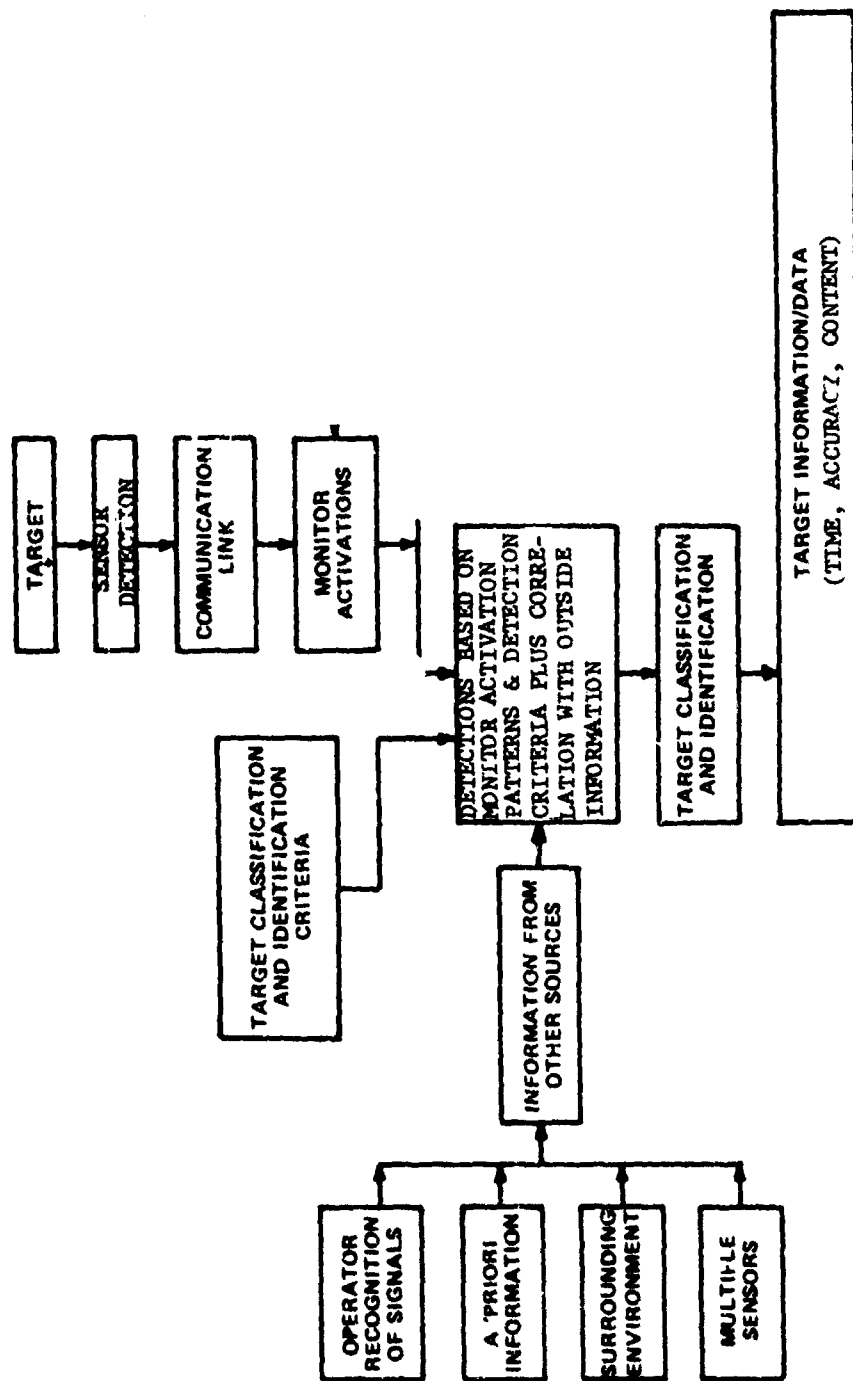 TARGET
SENSOR
DETECTION
COMMUNICATION
LINK
MONITOR
ACTIVATIONS
TARGET CLASSIFICATION
AND IDENTIFICATION
CRITERIA
DETECTIONS BASED ON
MONITOR ACTIVATION
PATTERNS & DETECTION
CRITERIA PLUS CORRE-
LATION WITH OUTSIDE
INFORMATION
OPERATOR
RECOGNITION
OF SIGNALS
A 'PRIORI
INFORMATION
SURROUNDING
ENVIRONMENT
MULTIPLE
SENSORS
INFORMATION FROM
OTHER SOURCES
TARGET CLASSIFICATION
AND IDENTIFICATION
TARGET INFORMATION/DATA
(TIME, ACCURACY, CONTENT)